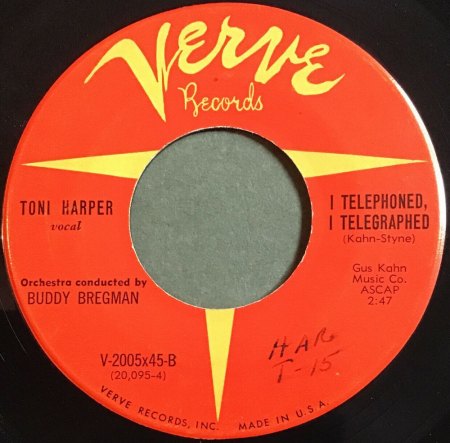 Verve
Records
TONI HARPER
vocal
I TELEPHONED,
I TELEGRAPHED
(Kahn-Styne)
Orchestra conducted by
BUDDY BREGMAN
Gus Kahn
Music Co.
ASCAP
2:47
V-2005x45-B
(20,095-4)
HAR
T-15
VERVE RECORDS, INC. MADE IN U.S.A.